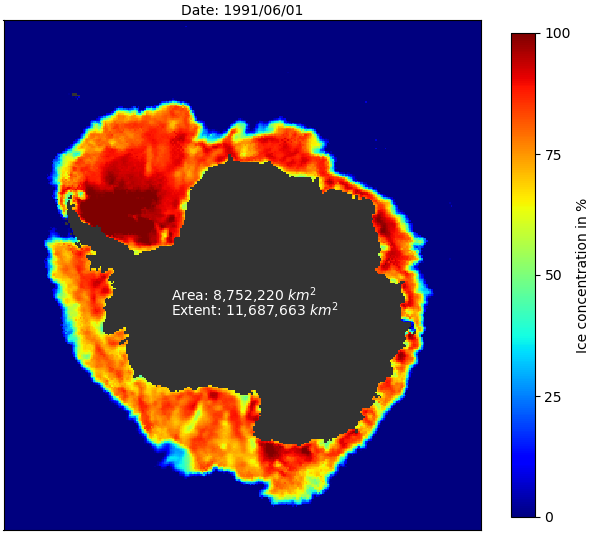 Date: 1991/06/01
Area: 8,752,220 km²
Extent: 11,687,663 km²
100
75
50
25
0
Ice concentration in %